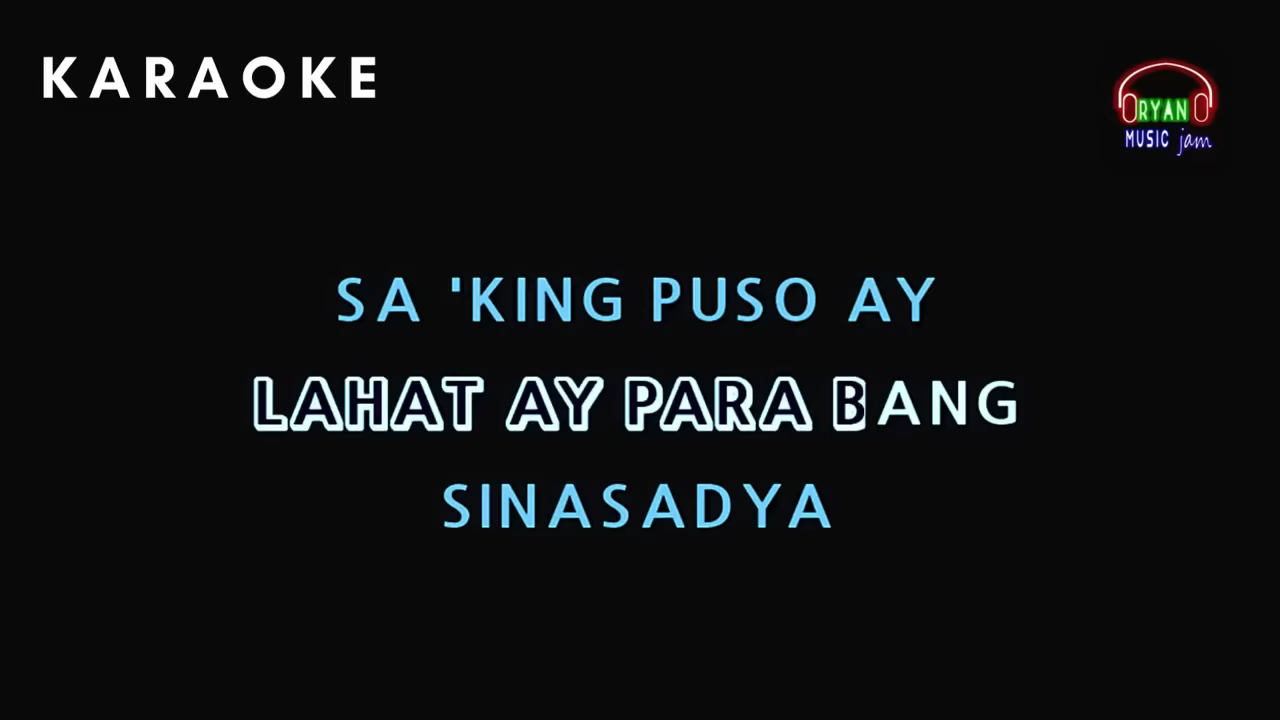 KARAOKE
RYAN
MUSIC jam
SA 'KING PUSO AY
LAHAT AY PARA BANG
SINASADYA